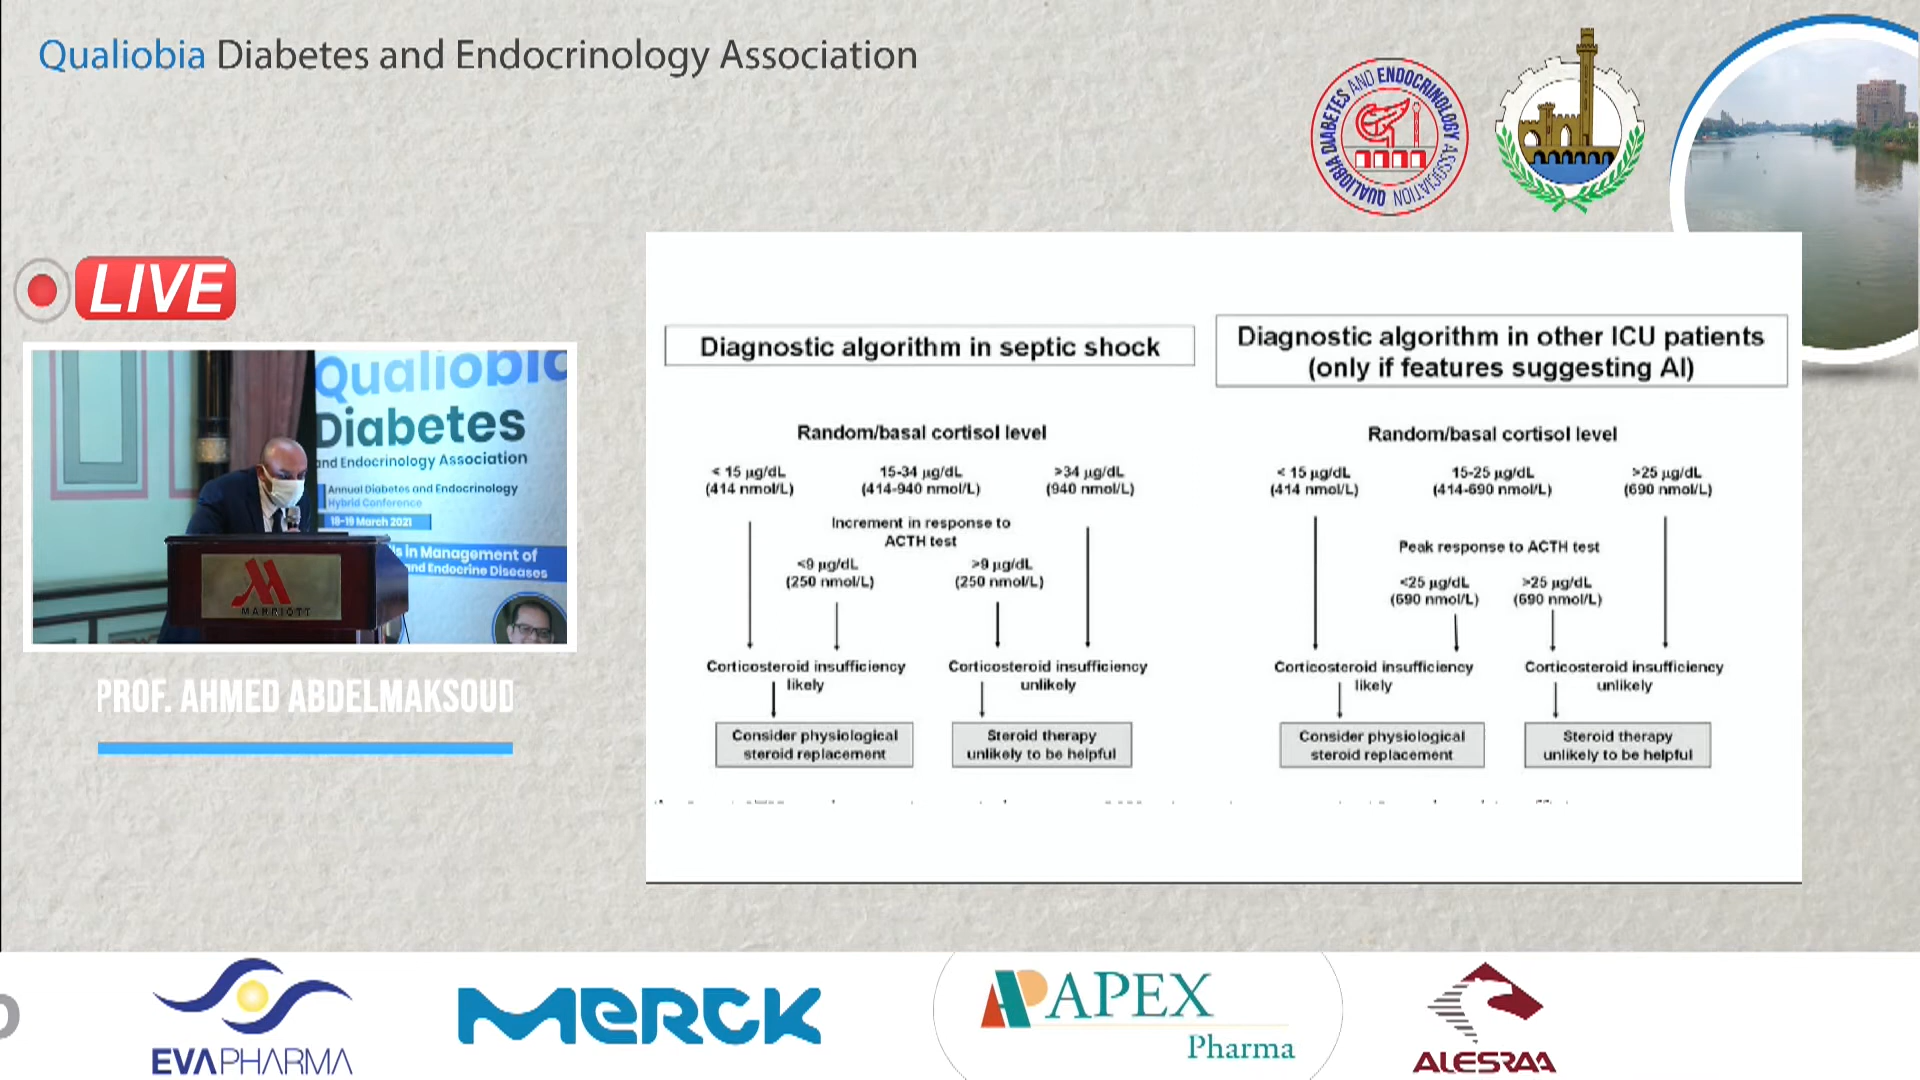 Qualiobia Diabetes and Endocrinology Association
QUALIOBIA DIABETES AND ENDOCRINOLOGY ASSOCIATION
LIVE
Qualiobia
Diabetes
and Endocrinology Association
Annual Diabetes and Endocrinology
Hybrid Conference
18-19 March 2021
s in Management of
and Endocrine Diseases
MARRIOTT
PROF. AHMED ABDELMAKSOUD
Diagnostic algorithm in septic shock
Random/basal cortisol level
< 15 µg/dL
(414 nmol/L)
15-34 µg/dL
(414-940 nmol/L)
>34 µg/dL
(940 nmol/L)
Increment in response to
ACTH test
<9 µg/dL
(250 nmol/L)
>9 µg/dL
(250 nmol/L)
Corticosteroid insufficiency
likely
Corticosteroid insufficiency
unlikely
Consider physiological
steroid replacement
Steroid therapy
unlikely to be helpful
Diagnostic algorithm in other ICU patients
(only if features suggesting AI)
Random/basal cortisol level
< 15 µg/dL
(414 nmol/L)
15-25 µg/dL
(414-690 nmol/L)
>25 µg/dL
(690 nmol/L)
Peak response to ACTH test
<25 µg/dL
(690 nmol/L)
>25 µg/dL
(690 nmol/L)
Corticosteroid insufficiency
likely
Corticosteroid insufficiency
unlikely
Consider physiological
steroid replacement
Steroid therapy
unlikely to be helpful
EVAPHARMA
MERCK
APEX
Pharma
ALESRAA